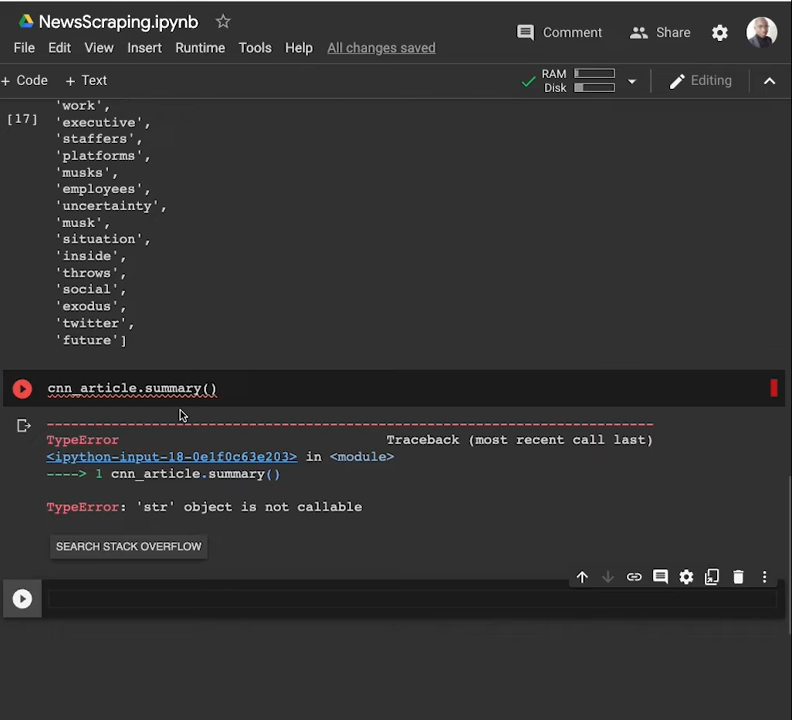 NewsScraping.ipynb
File Edit View Insert Runtime Tools Help All changes saved
Comment Share
+ Code + Text
RAM
Disk
Editing
[17]
'work',
'executive',
'staffers',
'platforms',
'musks',
'employees',
'uncertainty',
'musk',
'situation',
'inside',
'throws',
'social',
'exodus',
'twitter',
'future']
cnn_article.summary()
---------------------------------------------------------------------------
TypeError Traceback (most recent call last)
<ipython-input-18-0e1f0c63e203> in <module>
----> 1 cnn_article.summary()
TypeError: 'str' object is not callable
SEARCH STACK OVERFLOW